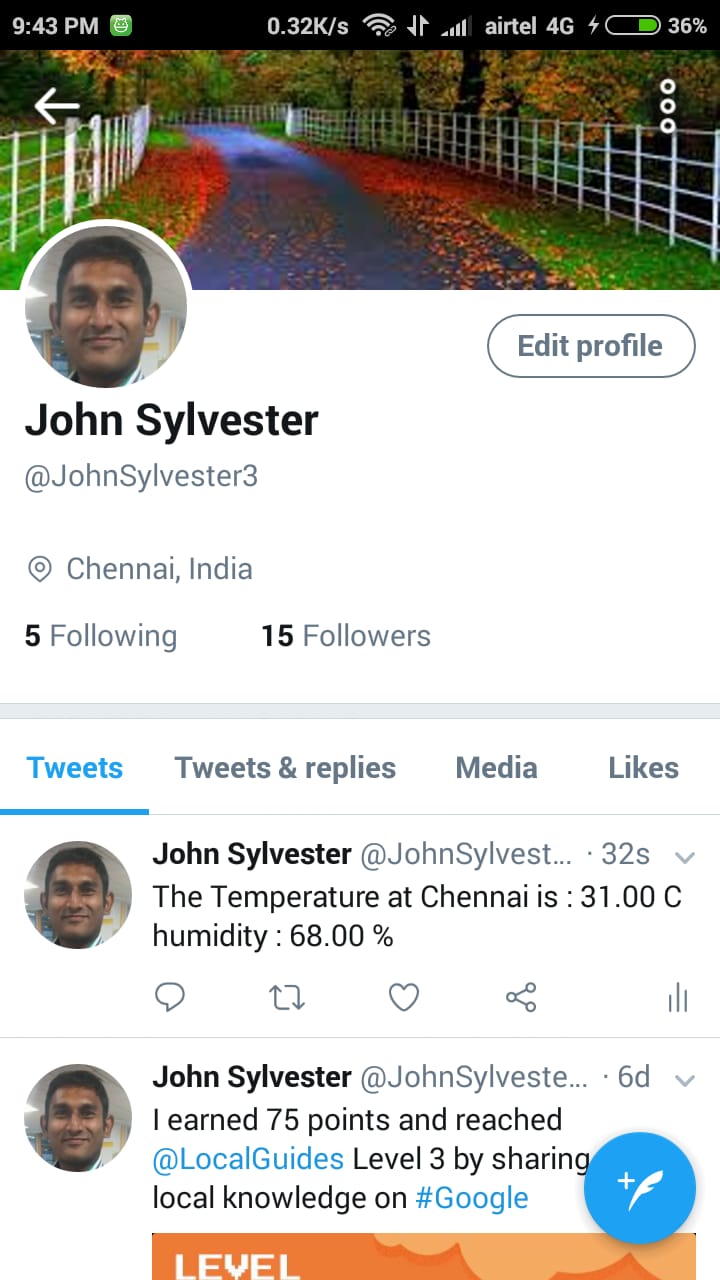 9:43 PM 0.32K/s airtel 4G 36%
Edit profile
John Sylvester
@JohnSylvester3
Chennai, India
5 Following 15 Followers
Tweets Tweets & replies Media Likes
John Sylvester @JohnSylvest... · 32s
The Temperature at Chennai is : 31.00 C
humidity : 68.00 %
John Sylvester @JohnSylveste... · 6d
I earned 75 points and reached
@LocalGuides Level 3 by sharing
local knowledge on #Google
LEVEL